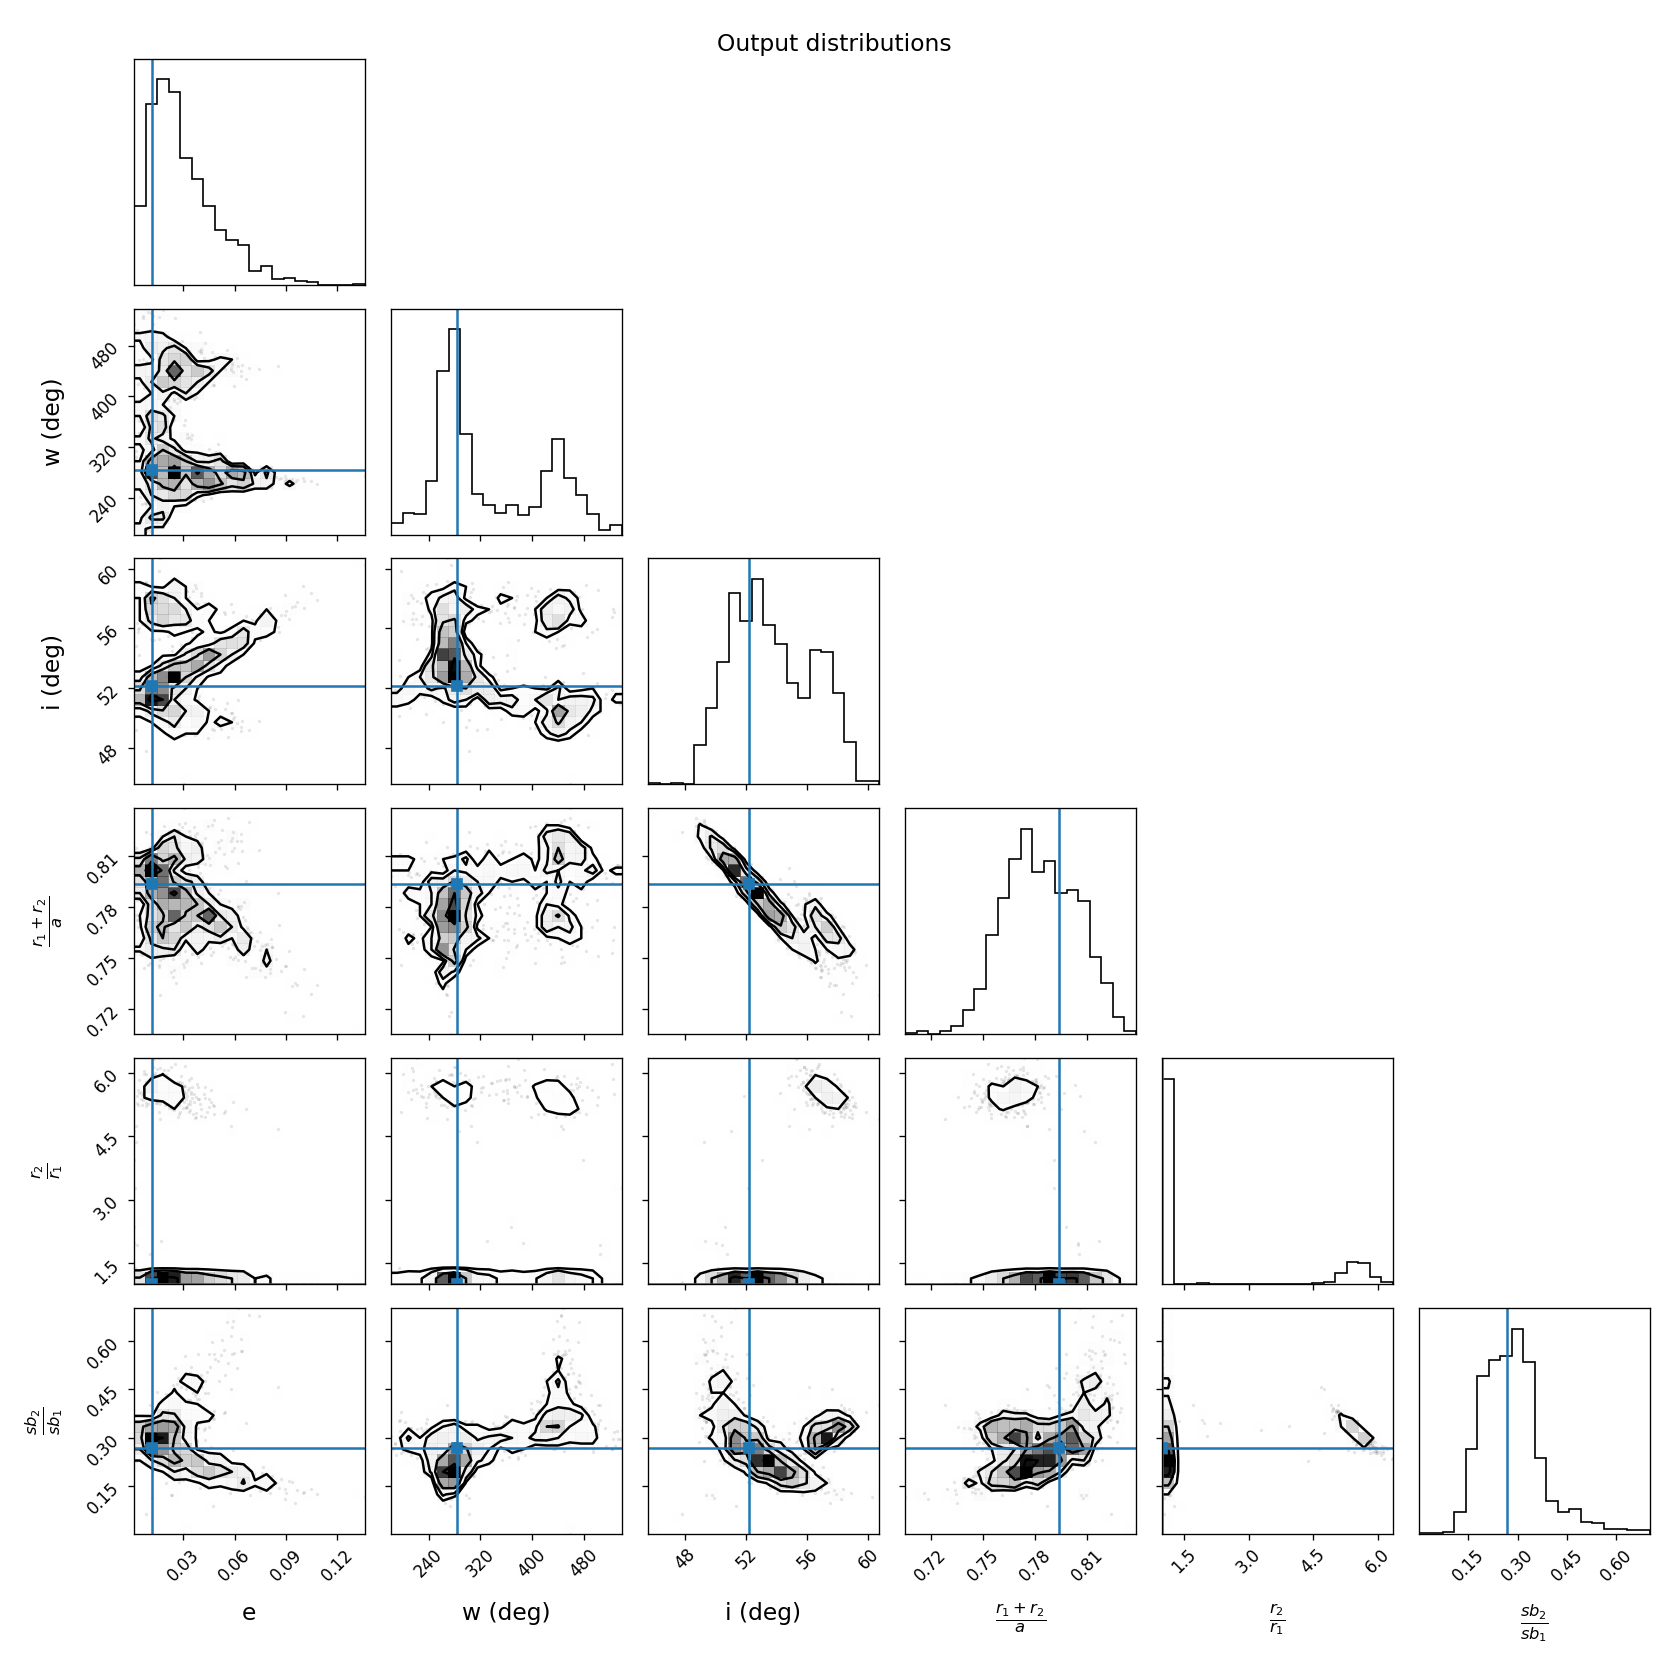 Output distributions
480
400
320
240
w (deg)
60
56
52
48
i (deg)
0.81
0.78
0.75
0.72
r₁ + r₂
a
6.0
4.5
3.0
1.5
r₂
r₁
0.60
0.45
0.30
0.15
sb₂
sb₁
0.03 0.06 0.09 0.12 240 320 400 480 48 52 56 60 0.72 0.75 0.78 0.81 1.5 3.0 4.5 6.0 0.15 0.30 0.45 0.60
e w (deg) i (deg) r₁ + r₂ r₂ sb₂
a r₁ sb₁